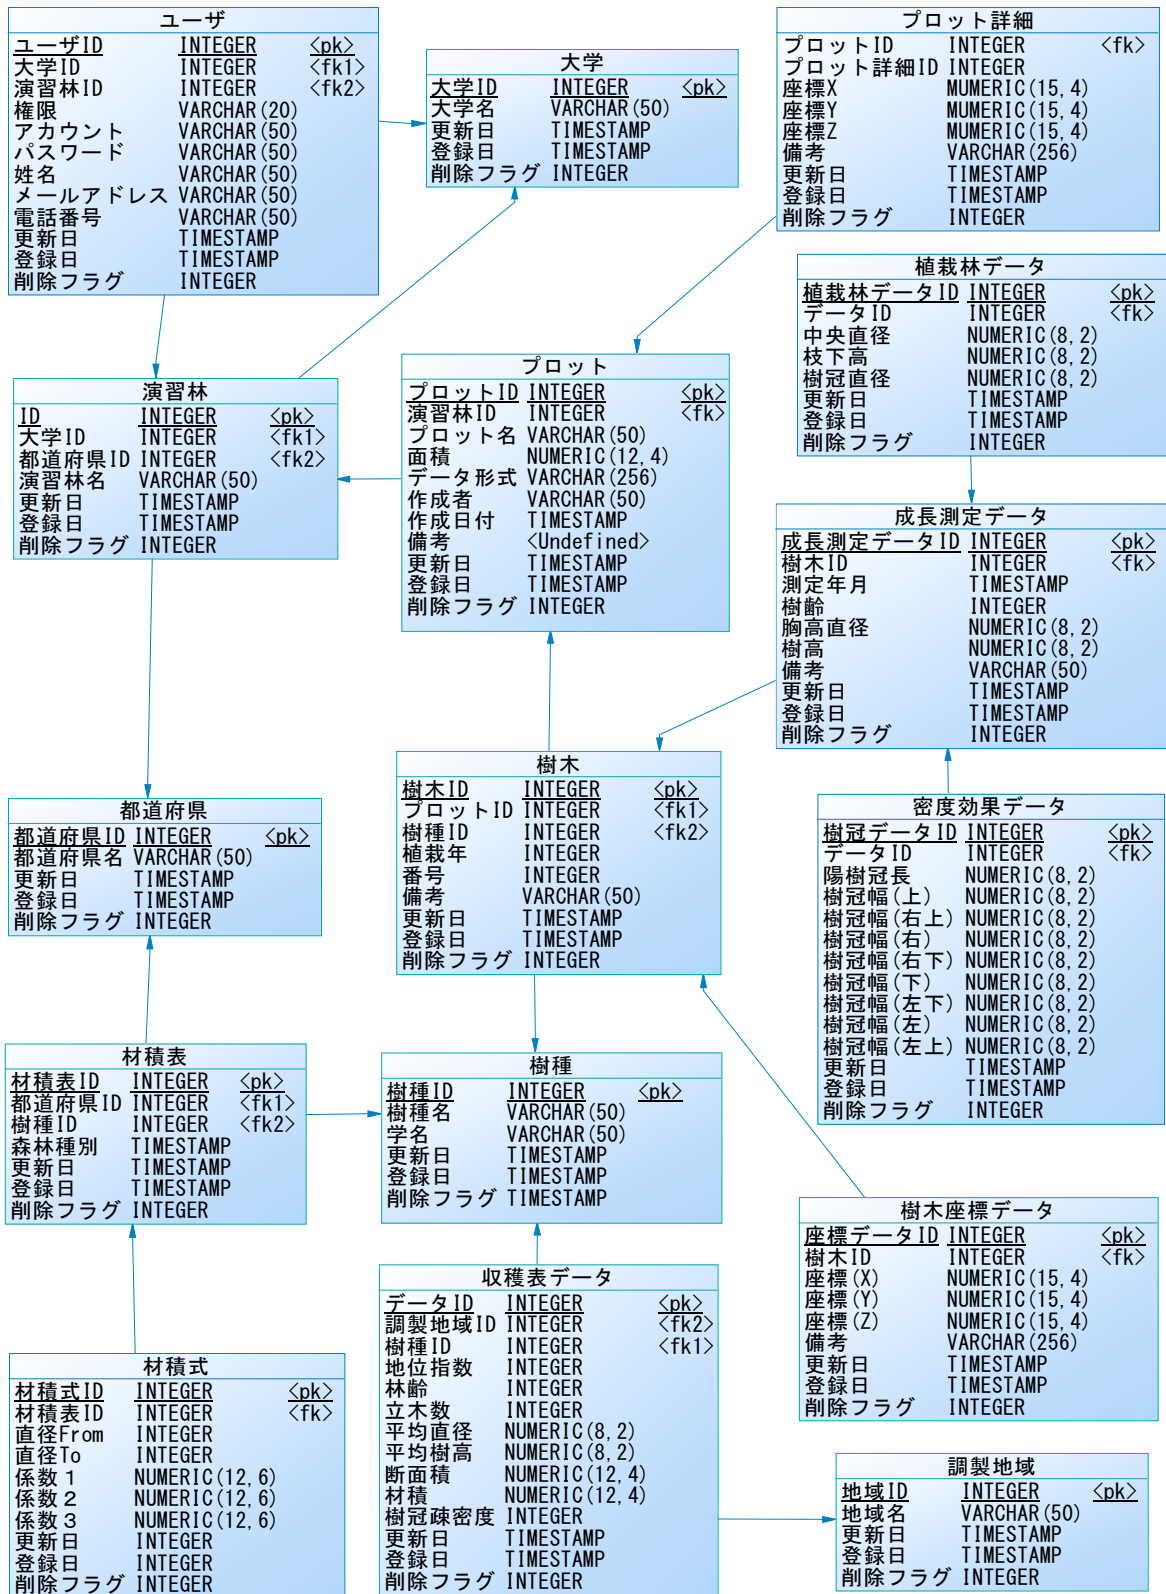 ユーザ
ユーザID INTEGER <pk>
大学ID INTEGER <fk1>
演習林ID INTEGER <fk2>
権限 VARCHAR(20)
アカウント VARCHAR(50)
パスワード VARCHAR(50)
姓名 VARCHAR(50)
メールアドレス VARCHAR(50)
電話番号 VARCHAR(50)
更新日 TIMESTAMP
登録日 TIMESTAMP
削除フラグ INTEGER
大学
大学ID INTEGER <pk>
大学名 VARCHAR(50)
更新日 TIMESTAMP
登録日 TIMESTAMP
削除フラグ INTEGER
プロット詳細
プロットID INTEGER <fk>
プロット詳細ID INTEGER
座標X MUMERIC(15,4)
座標Y MUMERIC(15,4)
座標Z MUMERIC(15,4)
備考 VARCHAR(256)
更新日 TIMESTAMP
登録日 TIMESTAMP
削除フラグ INTEGER
植栽林データ
植栽林データID INTEGER <pk>
データID INTEGER <fk>
中央直径 NUMERIC(8,2)
枝下高 NUMERIC(8,2)
樹冠直径 NUMERIC(8,2)
更新日 TIMESTAMP
登録日 TIMESTAMP
削除フラグ INTEGER
演習林
ID INTEGER <pk>
大学ID INTEGER <fk1>
都道府県ID INTEGER <fk2>
演習林名 VARCHAR(50)
更新日 TIMESTAMP
登録日 TIMESTAMP
削除フラグ INTEGER
プロット
プロットID INTEGER <pk>
演習林ID INTEGER <fk>
プロット名 VARCHAR(50)
面積 NUMERIC(12,4)
データ形式 VARCHAR(256)
作成者 VARCHAR(50)
作成日付 TIMESTAMP
備考 <Undefined>
更新日 TIMESTAMP
登録日 TIMESTAMP
削除フラグ INTEGER
成長測定データ
成長測定データID INTEGER <pk>
樹木ID INTEGER <fk>
測定年月 TIMESTAMP
樹齢 INTEGER
胸高直径 NUMERIC(8,2)
樹高 NUMERIC(8,2)
備考 VARCHAR(50)
更新日 TIMESTAMP
登録日 TIMESTAMP
削除フラグ INTEGER
樹木
樹木ID INTEGER <pk>
プロットID INTEGER <fk1>
樹種ID INTEGER <fk2>
植栽年 INTEGER
番号 INTEGER
備考 VARCHAR(50)
更新日 TIMESTAMP
登録日 TIMESTAMP
削除フラグ INTEGER
都道府県
都道府県ID INTEGER <pk>
都道府県名 VARCHAR(50)
更新日 TIMESTAMP
登録日 TIMESTAMP
削除フラグ INTEGER
密度効果データ
樹冠データID INTEGER <pk>
データID INTEGER <fk>
陽樹冠長 NUMERIC(8,2)
樹冠幅(上) NUMERIC(8,2)
樹冠幅(右上) NUMERIC(8,2)
樹冠幅(右) NUMERIC(8,2)
樹冠幅(右下) NUMERIC(8,2)
樹冠幅(下) NUMERIC(8,2)
樹冠幅(左下) NUMERIC(8,2)
樹冠幅(左) NUMERIC(8,2)
樹冠幅(左上) NUMERIC(8,2)
更新日 TIMESTAMP
登録日 TIMESTAMP
削除フラグ INTEGER
材積表
材積表ID INTEGER <pk>
都道府県ID INTEGER <fk1>
樹種ID INTEGER <fk2>
森林種別 TIMESTAMP
更新日 TIMESTAMP
登録日 TIMESTAMP
削除フラグ INTEGER
樹種
樹種ID INTEGER <pk>
樹種名 VARCHAR(50)
学名 VARCHAR(50)
更新日 TIMESTAMP
登録日 TIMESTAMP
削除フラグ TIMESTAMP
樹木座標データ
座標データID INTEGER <pk>
樹木ID INTEGER <fk>
座標(X) NUMERIC(15,4)
座標(Y) NUMERIC(15,4)
座標(Z) NUMERIC(15,4)
備考 VARCHAR(256)
更新日 TIMESTAMP
登録日 TIMESTAMP
削除フラグ INTEGER
収穫表データ
データID INTEGER <pk>
調製地域ID INTEGER <fk2>
樹種ID INTEGER <fk1>
地位指数 INTEGER
林齢 INTEGER
立木数 INTEGER
平均直径 NUMERIC(8,2)
平均樹高 NUMERIC(8,2)
断面積 NUMERIC(12,4)
材積 NUMERIC(12,4)
樹冠疎密度 INTEGER
更新日 TIMESTAMP
登録日 TIMESTAMP
削除フラグ INTEGER
材積式
材積式ID INTEGER <pk>
材積表ID INTEGER <fk>
直径From INTEGER
直径To INTEGER
係数1 NUMERIC(12,6)
係数2 NUMERIC(12,6)
係数3 NUMERIC(12,6)
更新日 INTEGER
登録日 INTEGER
削除フラグ INTEGER
調製地域
地域ID INTEGER <pk>
地域名 VARCHAR(50)
更新日 TIMESTAMP
登録日 TIMESTAMP
削除フラグ INTEGER